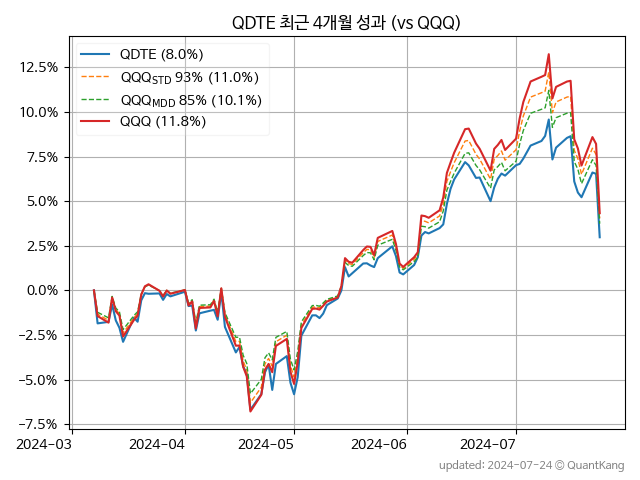 QDTE 최근 4개월 성과 (vs QQQ)
QDTE (8.0%)
QQQSTD 93% (11.0%)
QQQMDD 85% (10.1%)
QQQ (11.8%)
12.5%
10.0%
7.5%
5.0%
2.5%
0.0%
−2.5%
−5.0%
−7.5%
2024-03 2024-04 2024-05 2024-06 2024-07
updated: 2024-07-24 © QuantKang